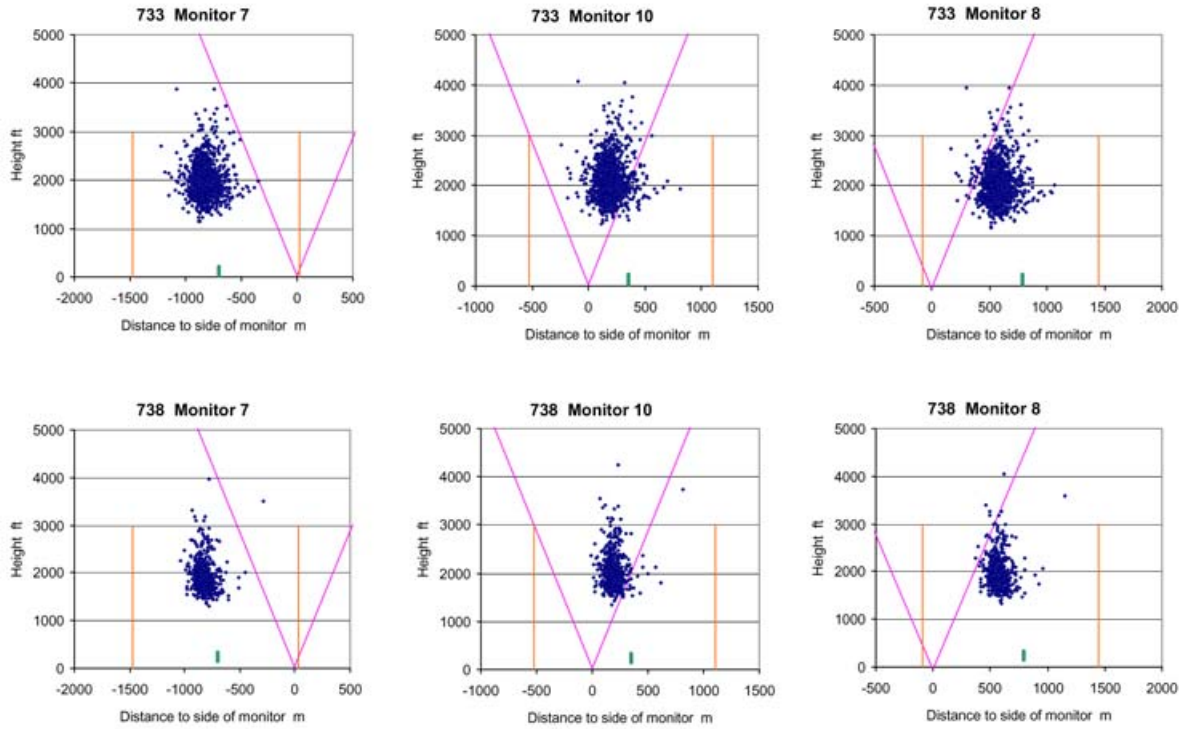 733 Monitor 7
5000
4000
3000
2000
1000
0
Height ft
-2000 -1500 -1000 -500 0 500
Distance to side of monitor m
733 Monitor 10
5000
4000
3000
2000
1000
0
Height ft
-1000 -500 0 500 1000 1500
Distance to side of monitor m
733 Monitor 8
5000
4000
3000
2000
1000
0
Height ft
-500 0 500 1000 1500 2000
Distance to side of monitor m
738 Monitor 7
5000
4000
3000
2000
1000
0
Height ft
-2000 -1500 -1000 -500 0 500
Distance to side of monitor m
738 Monitor 10
5000
4000
3000
2000
1000
0
Height ft
-1000 -500 0 500 1000 1500
Distance to side of monitor m
738 Monitor 8
5000
4000
3000
2000
1000
0
Height ft
-500 0 500 1000 1500 2000
Distance to side of monitor m